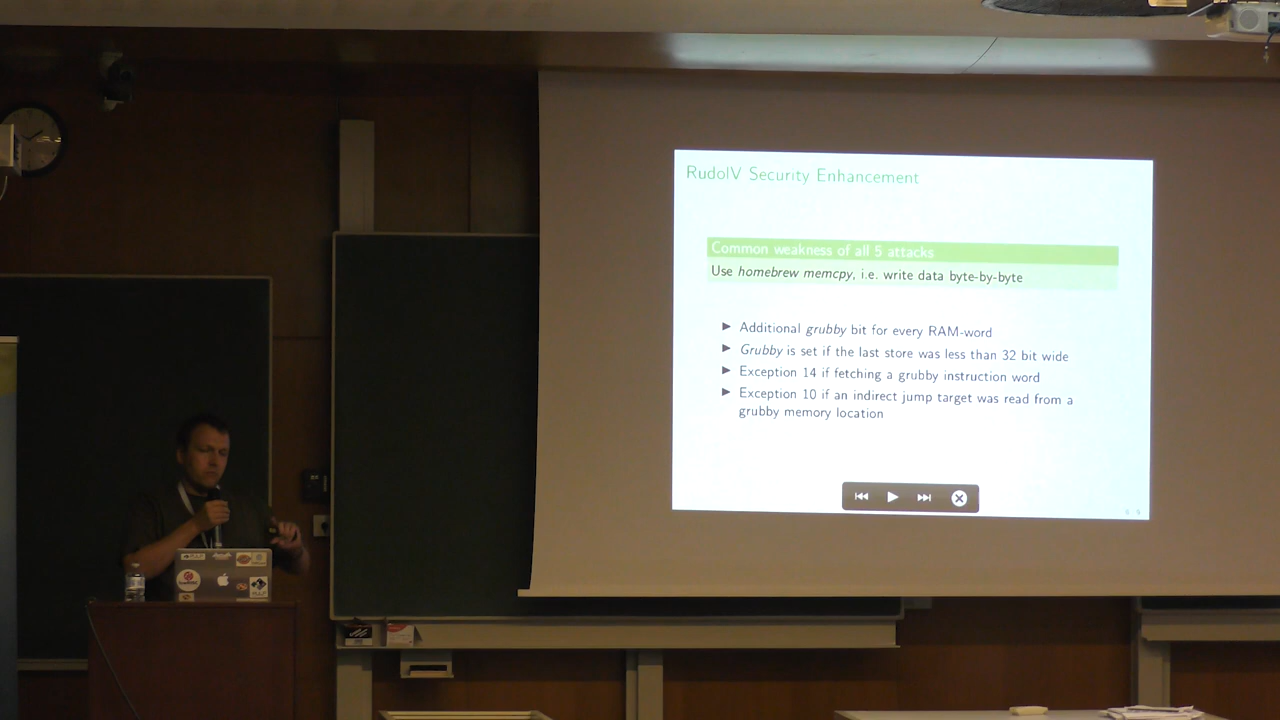 RudolV Security Enhancement
Common weakness of all 5 attacks
Use homebrew memcpy, i.e. write data byte-by-byte
Additional grubby bit for every RAM-word
Grubby is set if the last store was less than 32 bit wide
Exception 14 if fetching a grubby instruction word
Exception 10 if an indirect jump target was read from a
grubby memory location